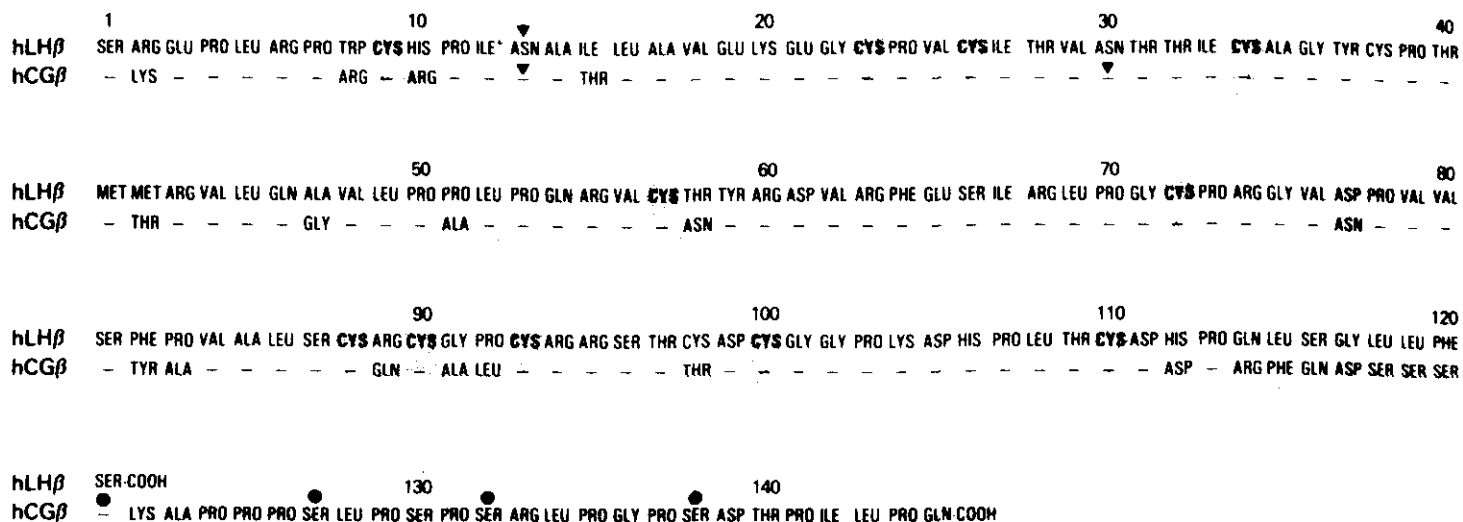 1 10 20 30 40
hLHβ SER ARG GLU PRO LEU ARG PRO TRP CYS HIS PRO ILE* ASN ALA ILE LEU ALA VAL GLU LYS GLU GLY CYS PRO VAL CYS ILE THR VAL ASN THR THR ILE CYS ALA GLY TYR CYS PRO THR
hCGβ – LYS – – – – – ARG – ARG – – – – THR – – – – – – – – – – – – – – – – – – – – – – – – –
50 60 70 80
hLHβ MET MET ARG VAL LEU GLN ALA VAL LEU PRO PRO LEU PRO GLN ARG VAL CYS THR TYR ARG ASP VAL ARG PHE GLU SER ILE ARG LEU PRO GLY CYS PRO ARG GLY VAL ASP PRO VAL VAL
hCGβ – THR – – – – GLY – – – ALA – – – – – – ASN – – – – – – – – – – – – – – – – – – ASN – – –
90 100 110 120
hLHβ SER PHE PRO VAL ALA LEU SER CYS ARG CYS GLY PRO CYS ARG ARG SER THR CYS ASP CYS GLY GLY PRO LYS ASP HIS PRO LEU THR CYS ASP HIS PRO GLN LEU SER GLY LEU LEU PHE
hCGβ – TYR ALA – – – – – GLN – ALA LEU – – – – – THR – – – – – – – – – – – – – ASP – ARG PHE GLN ASP SER SER SER
hLHβ SER-COOH 130 140
hCGβ – LYS ALA PRO PRO PRO SER LEU PRO SER PRO SER ARG LEU PRO GLY PRO SER ASP THR PRO ILE LEU PRO GLN-COOH